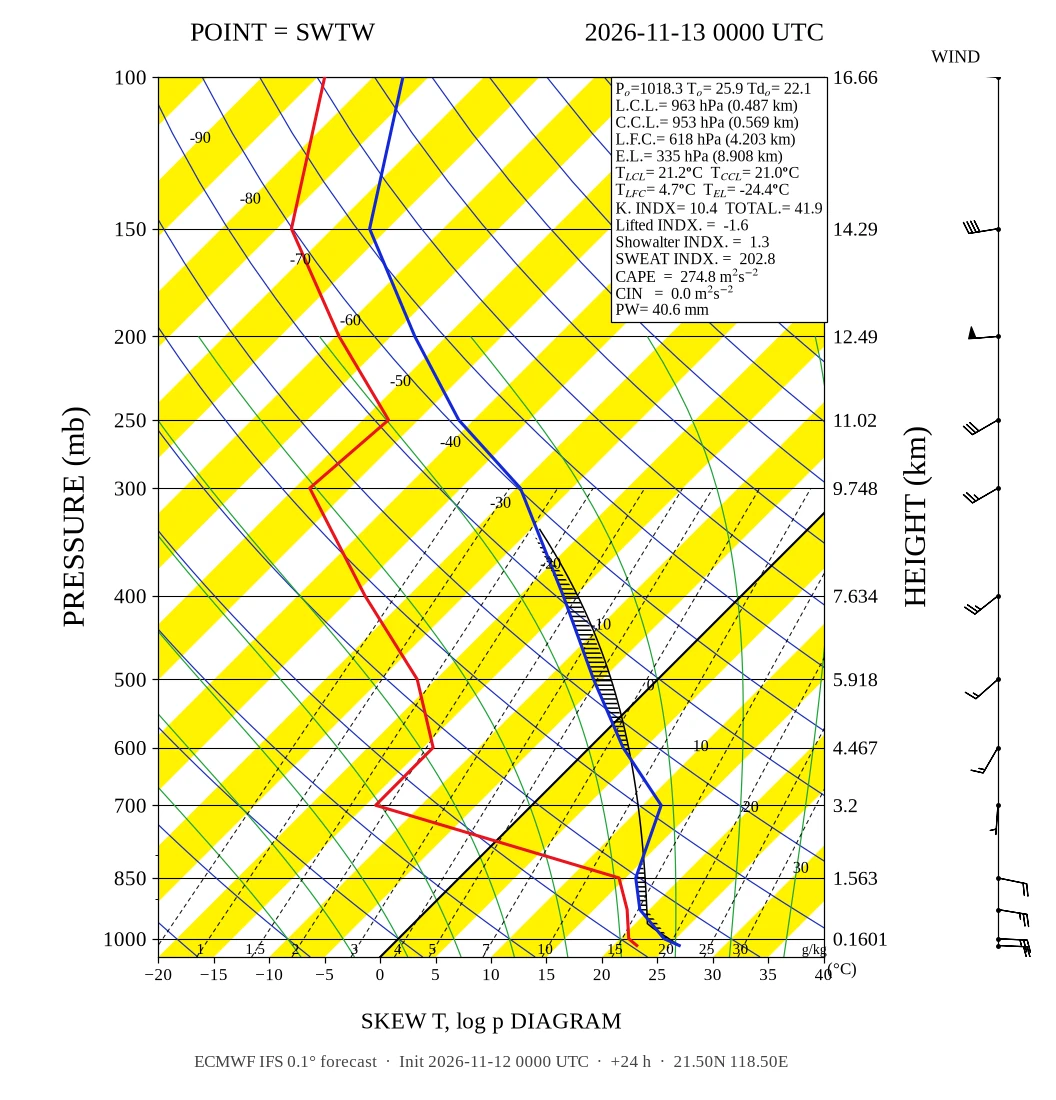 POINT = SWTW
2026-11-13 0000 UTC
WIND
Pₒ=1018.3 Tₒ= 25.9 Tdₒ= 22.1
L.C.L.= 963 hPa (0.487 km)
C.C.L.= 953 hPa (0.569 km)
L.F.C.= 618 hPa (4.203 km)
E.L.= 335 hPa (8.908 km)
T_LCL= 21.2°C T_CCL= 21.0°C
T_LFC= 4.7°C T_EL= -24.4°C
K. INDX= 10.4 TOTAL.= 41.9
Lifted INDX. = -1.6
Showalter INDX. = 1.3
SWEAT INDX. = 202.8
CAPE = 274.8 m²s⁻²
CIN = 0.0 m²s⁻²
PW= 40.6 mm
100 16.66
-90
-80
150 14.29
-70
-60
200 12.49
-50
250 11.02
-40
300 9.748
-30
-20
400 7.634
-10
500 5.918
0
600 4.467
10
700 3.2
20
30
850 1.563
1000 0.1601
PRESSURE (mb)
HEIGHT (km)
1 1.5 2 3 4 5 7 10 15 20 25 30 g/kg
−20 −15 −10 −5 0 5 10 15 20 25 30 35 40 (°C)
SKEW T, log p DIAGRAM
ECMWF IFS 0.1° forecast · Init 2026-11-12 0000 UTC · +24 h · 21.50N 118.50E